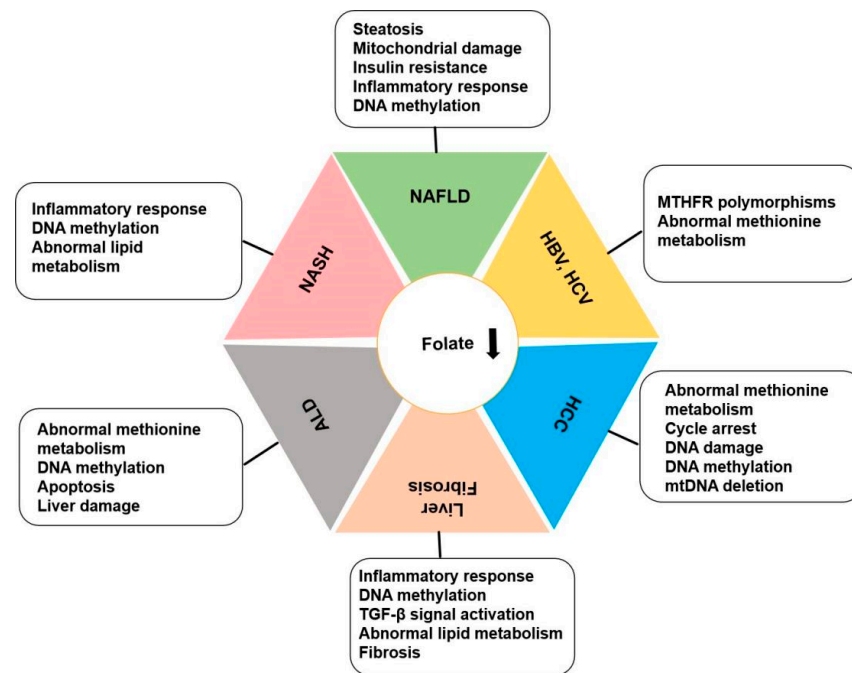 Steatosis
Mitochondrial damage
Insulin resistance
Inflammatory response
DNA methylation
NAFLD
Inflammatory response
DNA methylation
Abnormal lipid
metabolism
NASH
MTHFR polymorphisms
Abnormal methionine
metabolism
HBV, HCV
Folate
Abnormal methionine
metabolism
DNA methylation
Apoptosis
Liver damage
ALD
Abnormal methionine
metabolism
Cycle arrest
DNA damage
DNA methylation
mtDNA deletion
HCC
Liver
Fibrosis
Inflammatory response
DNA methylation
TGF-β signal activation
Abnormal lipid metabolism
Fibrosis